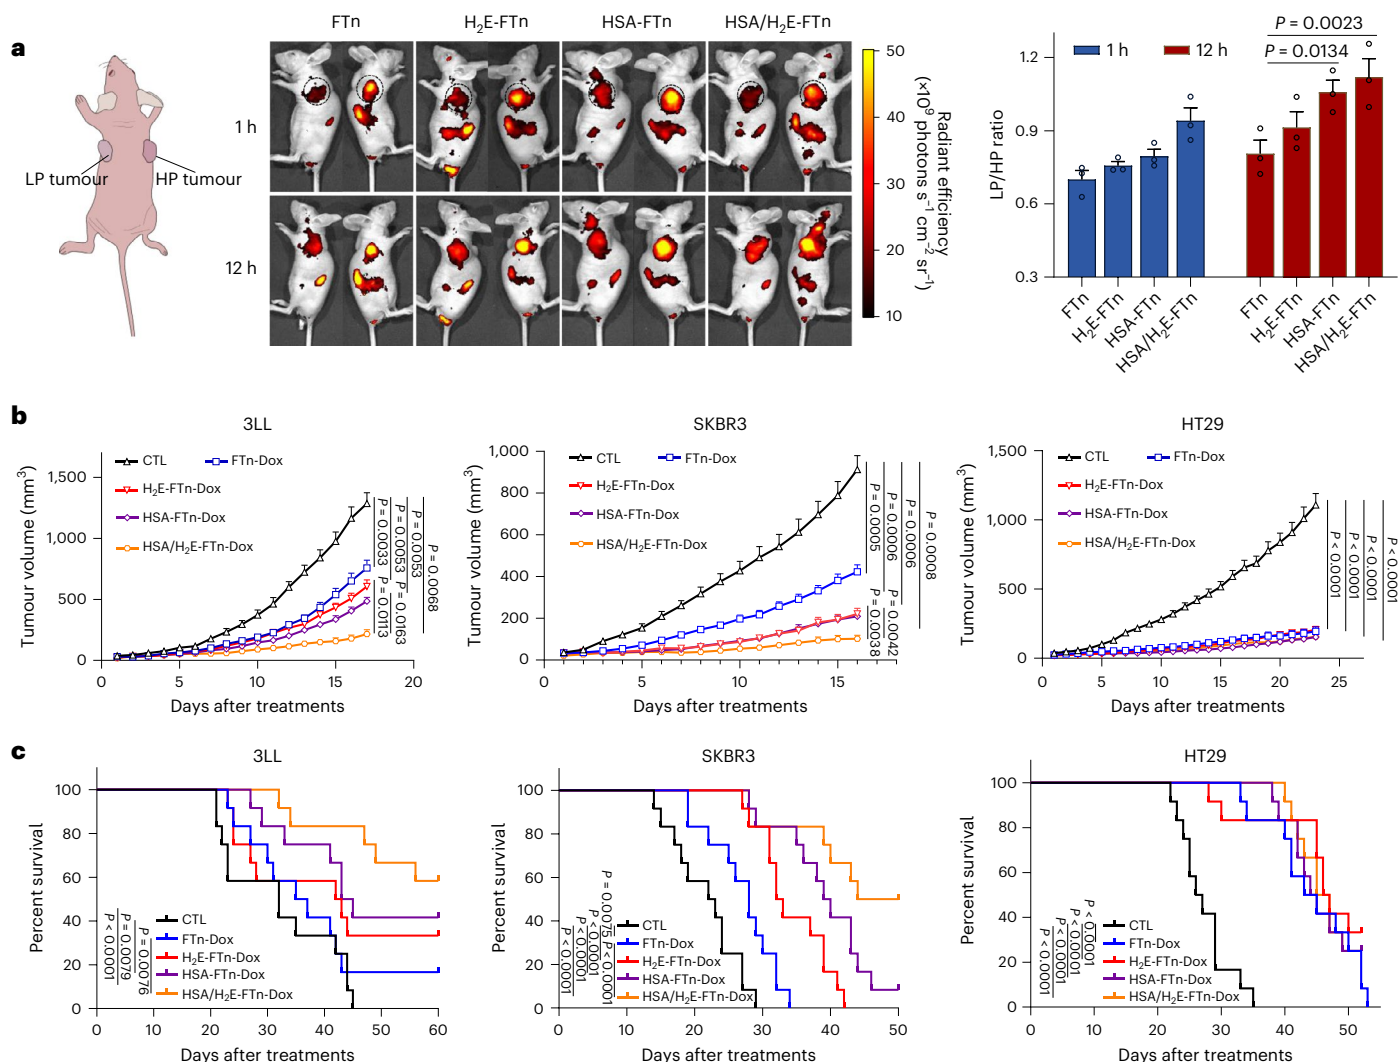 a
FTn
H2E-FTn
HSA-FTn
HSA/H2E-FTn
LP tumour
HP tumour
1 h
12 h
50
40
30
20
10
Radiant efficiency
(×10⁹ photons s⁻¹ cm⁻² sr⁻¹)
P = 0.0023
P = 0.0134
1 h
12 h
LP/HP ratio
1.2
0.9
0.6
0.3
FTn
H2E-FTn
HSA-FTn
HSA/H2E-FTn
FTn
H2E-FTn
HSA-FTn
HSA/H2E-FTn
b
3LL
Tumour volume (mm³)
1,500
1,000
500
0
CTL
FTn-Dox
H2E-FTn-Dox
HSA-FTn-Dox
HSA/H2E-FTn-Dox
P = 0.0033
P = 0.0053
P = 0.0053
P = 0.0068
P = 0.0113
P = 0.0163
0 5 10 15 20
Days after treatments
SKBR3
Tumour volume (mm³)
1,000
800
600
400
200
0
CTL
FTn-Dox
H2E-FTn-Dox
HSA-FTn-Dox
HSA/H2E-FTn-Dox
P = 0.0005
P = 0.0006
P = 0.0006
P = 0.0008
P = 0.0038
P = 0.0042
0 5 10 15
Days after treatments
HT29
Tumour volume (mm³)
1,500
1,000
500
0
CTL
FTn-Dox
H2E-FTn-Dox
HSA-FTn-Dox
HSA/H2E-FTn-Dox
P < 0.0001
P < 0.0001
P < 0.0001
P < 0.0001
0 5 10 15 20 25
Days after treatments
c
3LL
Percent survival
100
80
60
40
20
0
P < 0.0001
P = 0.0079
P = 0.0076
CTL
FTn-Dox
H2E-FTn-Dox
HSA-FTn-Dox
HSA/H2E-FTn-Dox
0 10 20 30 40 50 60
Days after treatments
SKBR3
Percent survival
100
80
60
40
20
0
P < 0.0001
P < 0.0001
P < 0.0001
P = 0.0075
P < 0.0001
CTL
FTn-Dox
H2E-FTn-Dox
HSA-FTn-Dox
HSA/H2E-FTn-Dox
0 10 20 30 40 50
Days after treatments
HT29
Percent survival
100
80
60
40
20
0
P < 0.0001
P < 0.0001
P < 0.0001
P < 0.0001
CTL
FTn-Dox
H2E-FTn-Dox
HSA-FTn-Dox
HSA/H2E-FTn-Dox
0 10 20 30 40 50
Days after treatments